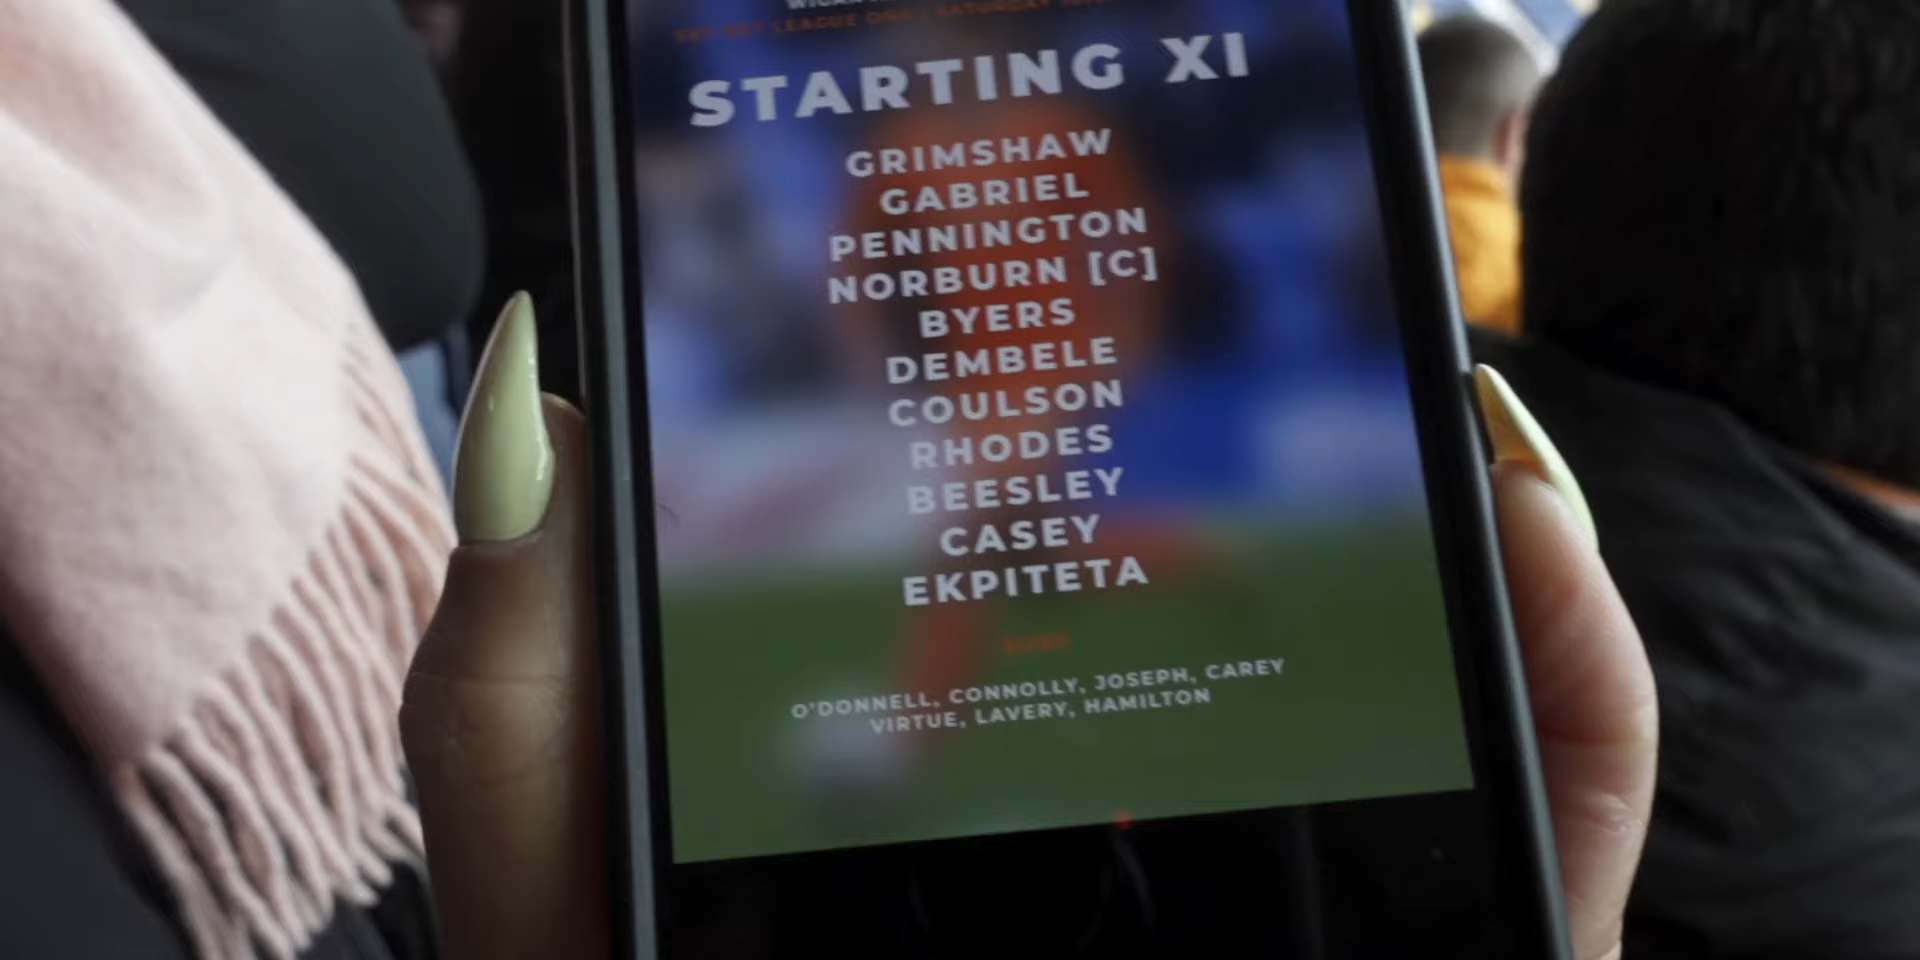 STARTING XI
GRIMSHAW
GABRIEL
PENNINGTON
NORBURN [C]
BYERS
DEMBELE
COULSON
RHODES
BEESLEY
CASEY
EKPITETA
O'DONNELL, CONNOLLY, JOSEPH, CAREY
VIRTUE, LAVERY, HAMILTON